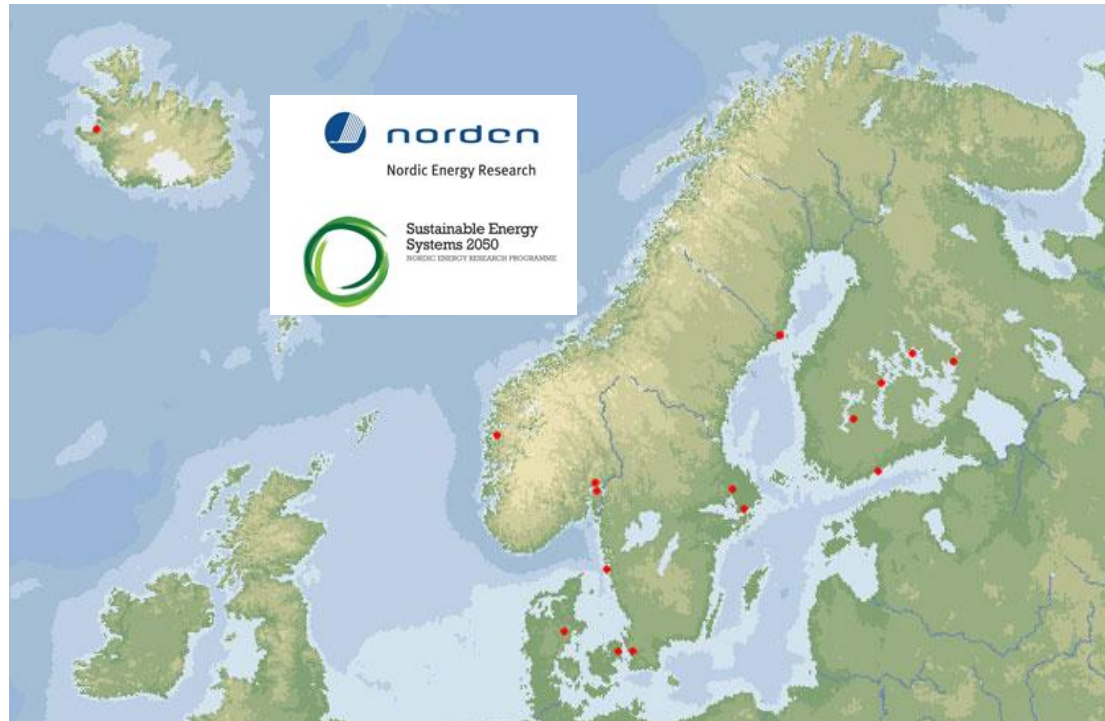 norden
Nordic Energy Research
Sustainable Energy
Systems 2050
NORDIC ENERGY RESEARCH PROGRAMME